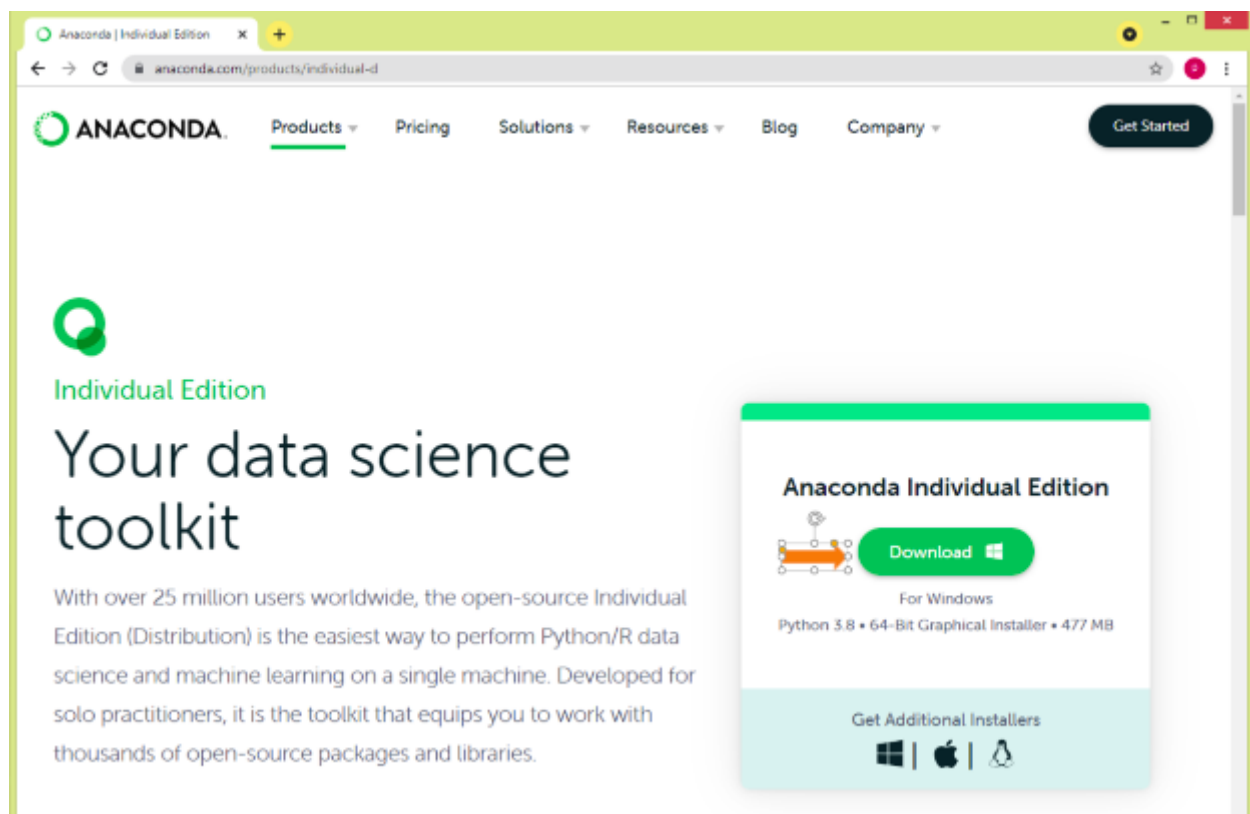 Anaconda | Individual Edition
anaconda.com/products/individual-d
ANACONDA.
Products
Pricing
Solutions
Resources
Blog
Company
Get Started
Individual Edition
Your data science
toolkit
With over 25 million users worldwide, the open-source Individual
Edition (Distribution) is the easiest way to perform Python/R data
science and machine learning on a single machine. Developed for
solo practitioners, it is the toolkit that equips you to work with
thousands of open-source packages and libraries.
Anaconda Individual Edition
Download
For Windows
Python 3.8 • 64-Bit Graphical Installer • 477 MB
Get Additional Installers